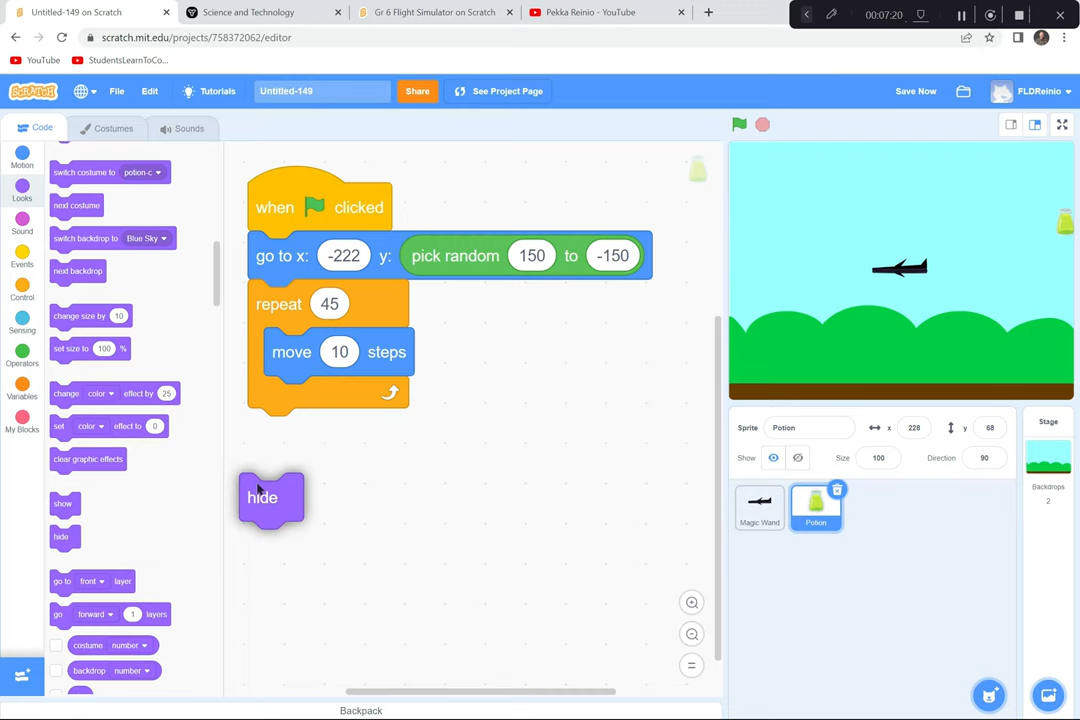 Untitled-149 on Scratch
Science and Technology
Gr 6 Flight Simulator on Scratch
Pekka Reinio - YouTube
00:07:20
scratch.mit.edu/projects/758372062/editor
YouTube
StudentsLearnToCo...
SCRATCH
File
Edit
Tutorials
Untitled-149
Share
See Project Page
Save Now
FLDReinio
Code
Costumes
Sounds
Motion
Looks
Sound
Events
Control
Sensing
Operators
Variables
My Blocks
switch costume to potion-c
next costume
switch backdrop to Blue Sky
next backdrop
change size by 10
set size to 100 %
change color effect by 25
set color effect to 0
clear graphic effects
show
hide
go to front layer
go forward 1 layers
costume number
backdrop number
when clicked
go to x: -222 y: pick random 150 to -150
repeat 45
move 10 steps
hide
Sprite Potion x 228 y 68
Show Size 100 Direction 90
Magic Wand
Potion
Stage
Backdrops
2
Backpack